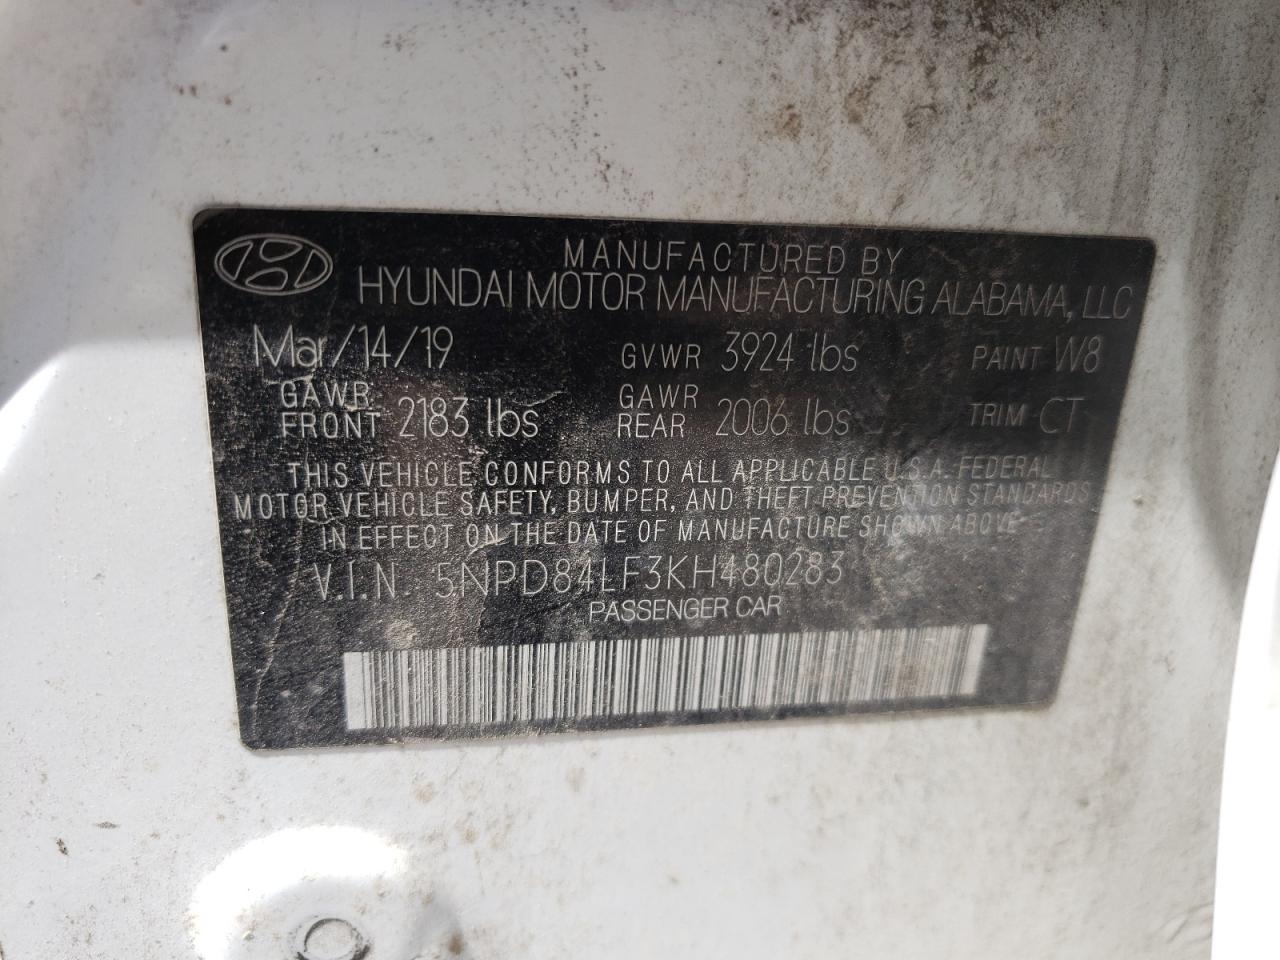 MANUFACTURED BY
HYUNDAI MOTOR MANUFACTURING ALABAMA, LLC
Mar/14/19 GVWR 3924 lbs PAINT W8
GAWR FRONT 2183 lbs GAWR REAR 2006 lbs TRIM CT
THIS VEHICLE CONFORMS TO ALL APPLICABLE U.S.A. FEDERAL
MOTOR VEHICLE SAFETY, BUMPER, AND THEFT PREVENTION STANDARDS
IN EFFECT ON THE DATE OF MANUFACTURE SHOWN ABOVE
V.I.N. 5NPD84LF3KH480283
PASSENGER CAR